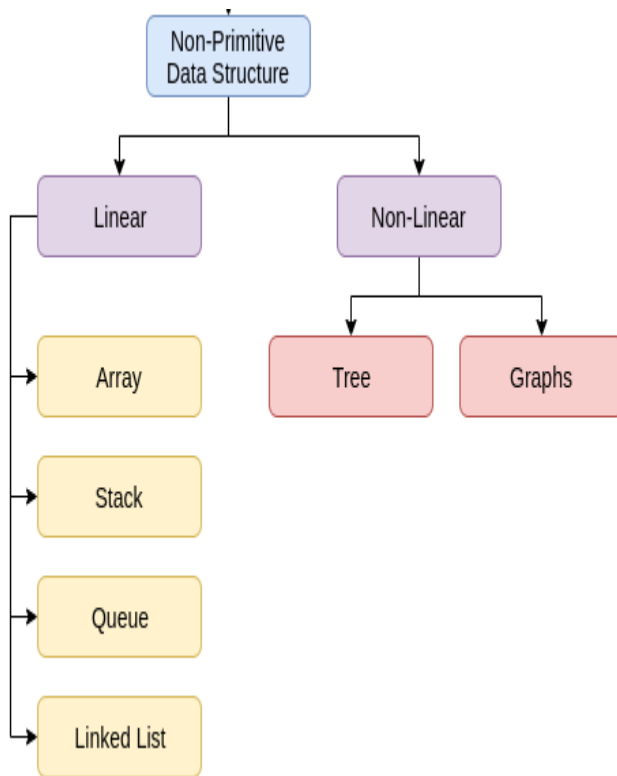 Non-Primitive
Data Structure
Linear
Non-Linear
Array
Tree
Graphs
Stack
Queue
Linked List